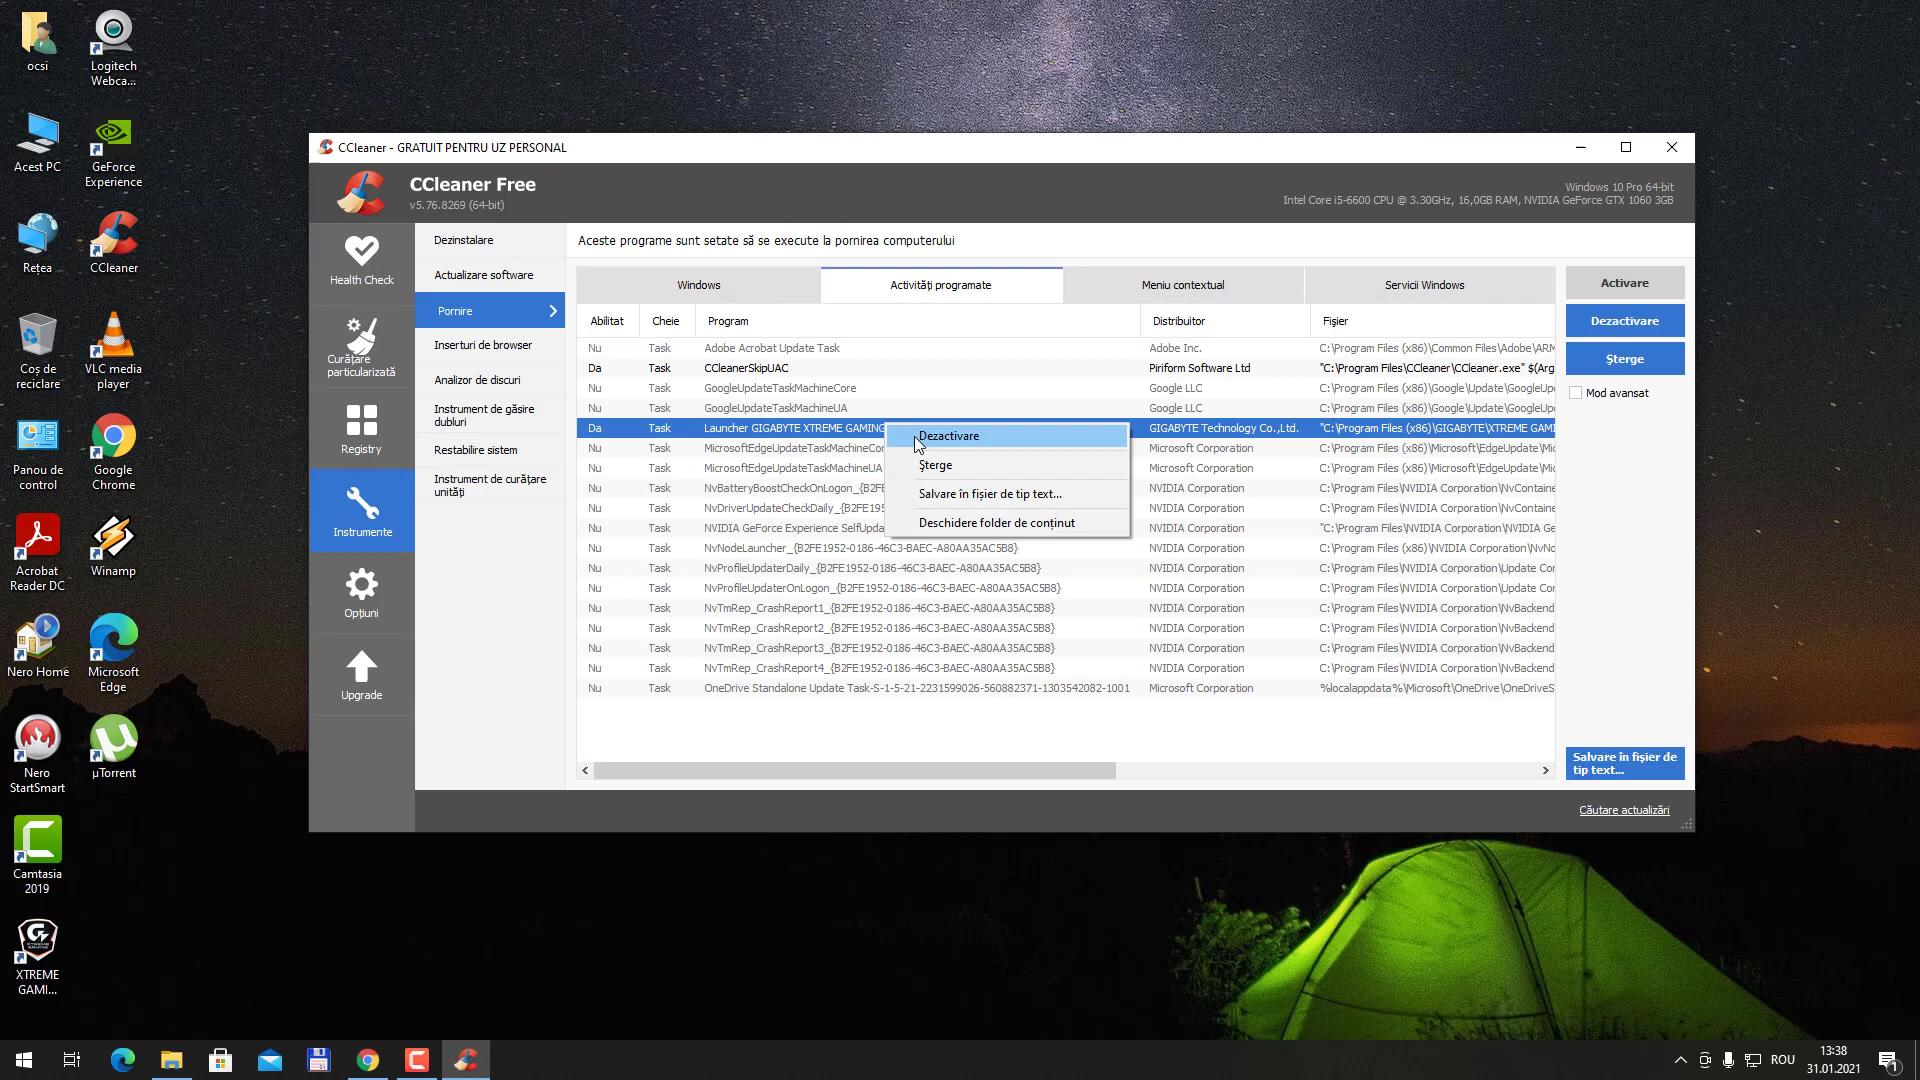 ocsi
Logitech
Webca...
Acest PC
GeForce
Experience
Rețea
CCleaner
Coș de
reciclare
VLC media
player
Panou de
control
Google
Chrome
Acrobat
Reader DC
Winamp
Nero Home
Microsoft
Edge
Nero
StartSmart
µTorrent
Camtasia
2019
XTREME
GAMI...
CCleaner - GRATUIT PENTRU UZ PERSONAL
CCleaner Free
v5.76.8269 (64-bit)
Windows 10 Pro 64-bit
Intel Core i5-6600 CPU @ 3.30GHz, 16,0GB RAM, NVIDIA GeForce GTX 1060 3GB
Health Check
Curățare
particularizată
Registry
Instrumente
Opțiuni
Upgrade
Dezinstalare
Actualizare software
Pornire
Inserturi de browser
Analizor de discuri
Instrument de găsire
dubluri
Restabilire sistem
Instrument de curățare
unități
Aceste programe sunt setate să se execute la pornirea computerului
Windows
Activități programate
Meniu contextual
Servicii Windows
Abilitat Cheie Program Distribuitor Fișier
Nu Task Adobe Acrobat Update Task Adobe Inc. C:\Program Files (x86)\Common Files\Adobe\ARM
Da Task CCleanerSkipUAC Piriform Software Ltd "C:\Program Files\CCleaner\CCleaner.exe" $(Arg
Nu Task GoogleUpdateTaskMachineCore Google LLC C:\Program Files (x86)\Google\Update\GoogleUp
Nu Task GoogleUpdateTaskMachineUA Google LLC C:\Program Files (x86)\Google\Update\GoogleUp
Da Task Launcher GIGABYTE XTREME GAMING GIGABYTE Technology Co.,Ltd. "C:\Program Files (x86)\GIGABYTE\XTREME GAMI
Nu Task MicrosoftEdgeUpdateTaskMachineCor Microsoft Corporation C:\Program Files (x86)\Microsoft\EdgeUpdate\Mi
Nu Task MicrosoftEdgeUpdateTaskMachineUA Microsoft Corporation C:\Program Files (x86)\Microsoft\EdgeUpdate\Mi
Nu Task NvBatteryBoostCheckOnLogon_{B2FE NVIDIA Corporation C:\Program Files\NVIDIA Corporation\NvContaine
Nu Task NvDriverUpdateCheckDaily_{B2FE195 NVIDIA Corporation C:\Program Files\NVIDIA Corporation\NvContaine
Nu Task NVIDIA GeForce Experience SelfUpda NVIDIA Corporation "C:\Program Files\NVIDIA Corporation\NVIDIA Ge
Nu Task NvNodeLauncher_{B2FE1952-0186-46C3-BAEC-A80AA35AC5B8} NVIDIA Corporation C:\Program Files (x86)\NVIDIA Corporation\NvNo
Nu Task NvProfileUpdaterDaily_{B2FE1952-0186-46C3-BAEC-A80AA35AC5B8} NVIDIA Corporation C:\Program Files\NVIDIA Corporation\Update Cor
Nu Task NvProfileUpdaterOnLogon_{B2FE1952-0186-46C3-BAEC-A80AA35AC5B8} NVIDIA Corporation C:\Program Files\NVIDIA Corporation\Update Cor
Nu Task NvTmRep_CrashReport1_{B2FE1952-0186-46C3-BAEC-A80AA35AC5B8} NVIDIA Corporation C:\Program Files\NVIDIA Corporation\NvBackend
Nu Task NvTmRep_CrashReport2_{B2FE1952-0186-46C3-BAEC-A80AA35AC5B8} NVIDIA Corporation C:\Program Files\NVIDIA Corporation\NvBackend
Nu Task NvTmRep_CrashReport3_{B2FE1952-0186-46C3-BAEC-A80AA35AC5B8} NVIDIA Corporation C:\Program Files\NVIDIA Corporation\NvBackend
Nu Task NvTmRep_CrashReport4_{B2FE1952-0186-46C3-BAEC-A80AA35AC5B8} NVIDIA Corporation C:\Program Files\NVIDIA Corporation\NvBackend
Nu Task OneDrive Standalone Update Task-S-1-5-21-2231599026-560882371-1303542082-1001 Microsoft Corporation %localappdata%\Microsoft\OneDrive\OneDriveS
Dezactivare
Șterge
Salvare în fișier de tip text...
Deschidere folder de conținut
Activare
Dezactivare
Șterge
Mod avansat
Salvare în fișier de
tip text...
Căutare actualizări
ROU
13:38
31.01.2021
1